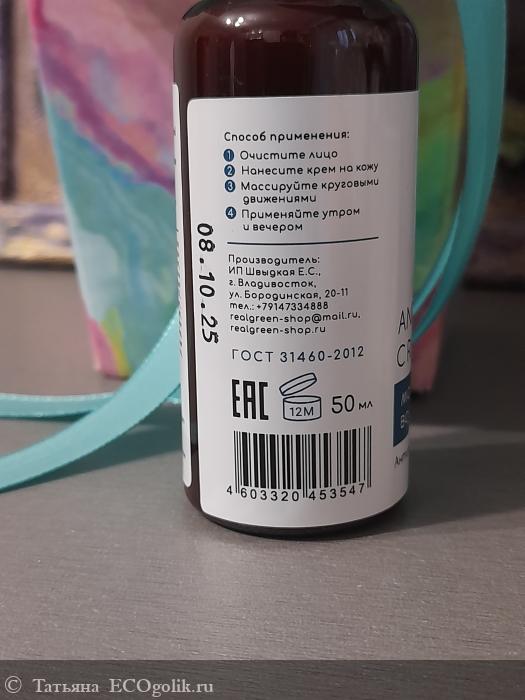 Способ применения:
1 Очистите лицо
2 Нанесите крем на кожу
3 Массируйте круговыми
движениями
4 Применяйте утром
и вечером
Производитель:
ИП Швыдкая Е.С.,
г. Владивосток,
ул. Бородинская, 20-11
тел.: +79147334888
realgreen-shop@mail.ru,
realgreen-shop.ru
ГОСТ 31460-2012
EAC 12M 50 мл
4 603320 453547
08.10.25
© Татьяна ECOgolik.ru